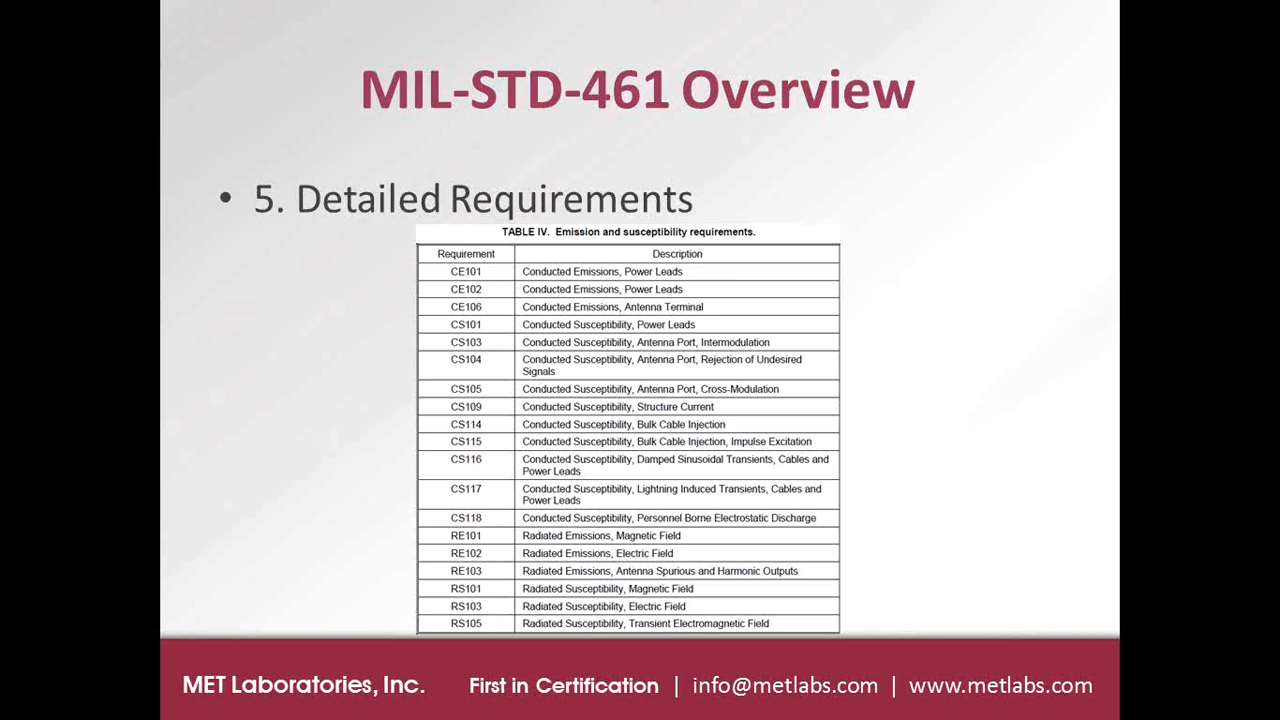 MIL-STD-461 Overview
• 5. Detailed Requirements
TABLE IV. Emission and susceptibility requirements.
Requirement Description
CE101 Conducted Emissions, Power Leads
CE102 Conducted Emissions, Power Leads
CE106 Conducted Emissions, Antenna Terminal
CS101 Conducted Susceptibility, Power Leads
CS103 Conducted Susceptibility, Antenna Port, Intermodulation
CS104 Conducted Susceptibility, Antenna Port, Rejection of Undesired
Signals
CS105 Conducted Susceptibility, Antenna Port, Cross-Modulation
CS109 Conducted Susceptibility, Structure Current
CS114 Conducted Susceptibility, Bulk Cable Injection
CS115 Conducted Susceptibility, Bulk Cable Injection, Impulse Excitation
CS116 Conducted Susceptibility, Damped Sinusoidal Transients, Cables and
Power Leads
CS117 Conducted Susceptibility, Lightning Induced Transients, Cables and
Power Leads
CS118 Conducted Susceptibility, Personnel Borne Electrostatic Discharge
RE101 Radiated Emissions, Magnetic Field
RE102 Radiated Emissions, Electric Field
RE103 Radiated Emissions, Antenna Spurious and Harmonic Outputs
RS101 Radiated Susceptibility, Magnetic Field
RS103 Radiated Susceptibility, Electric Field
RS105 Radiated Susceptibility, Transient Electromagnetic Field
MET Laboratories, Inc. First in Certification | info@metlabs.com | www.metlabs.com